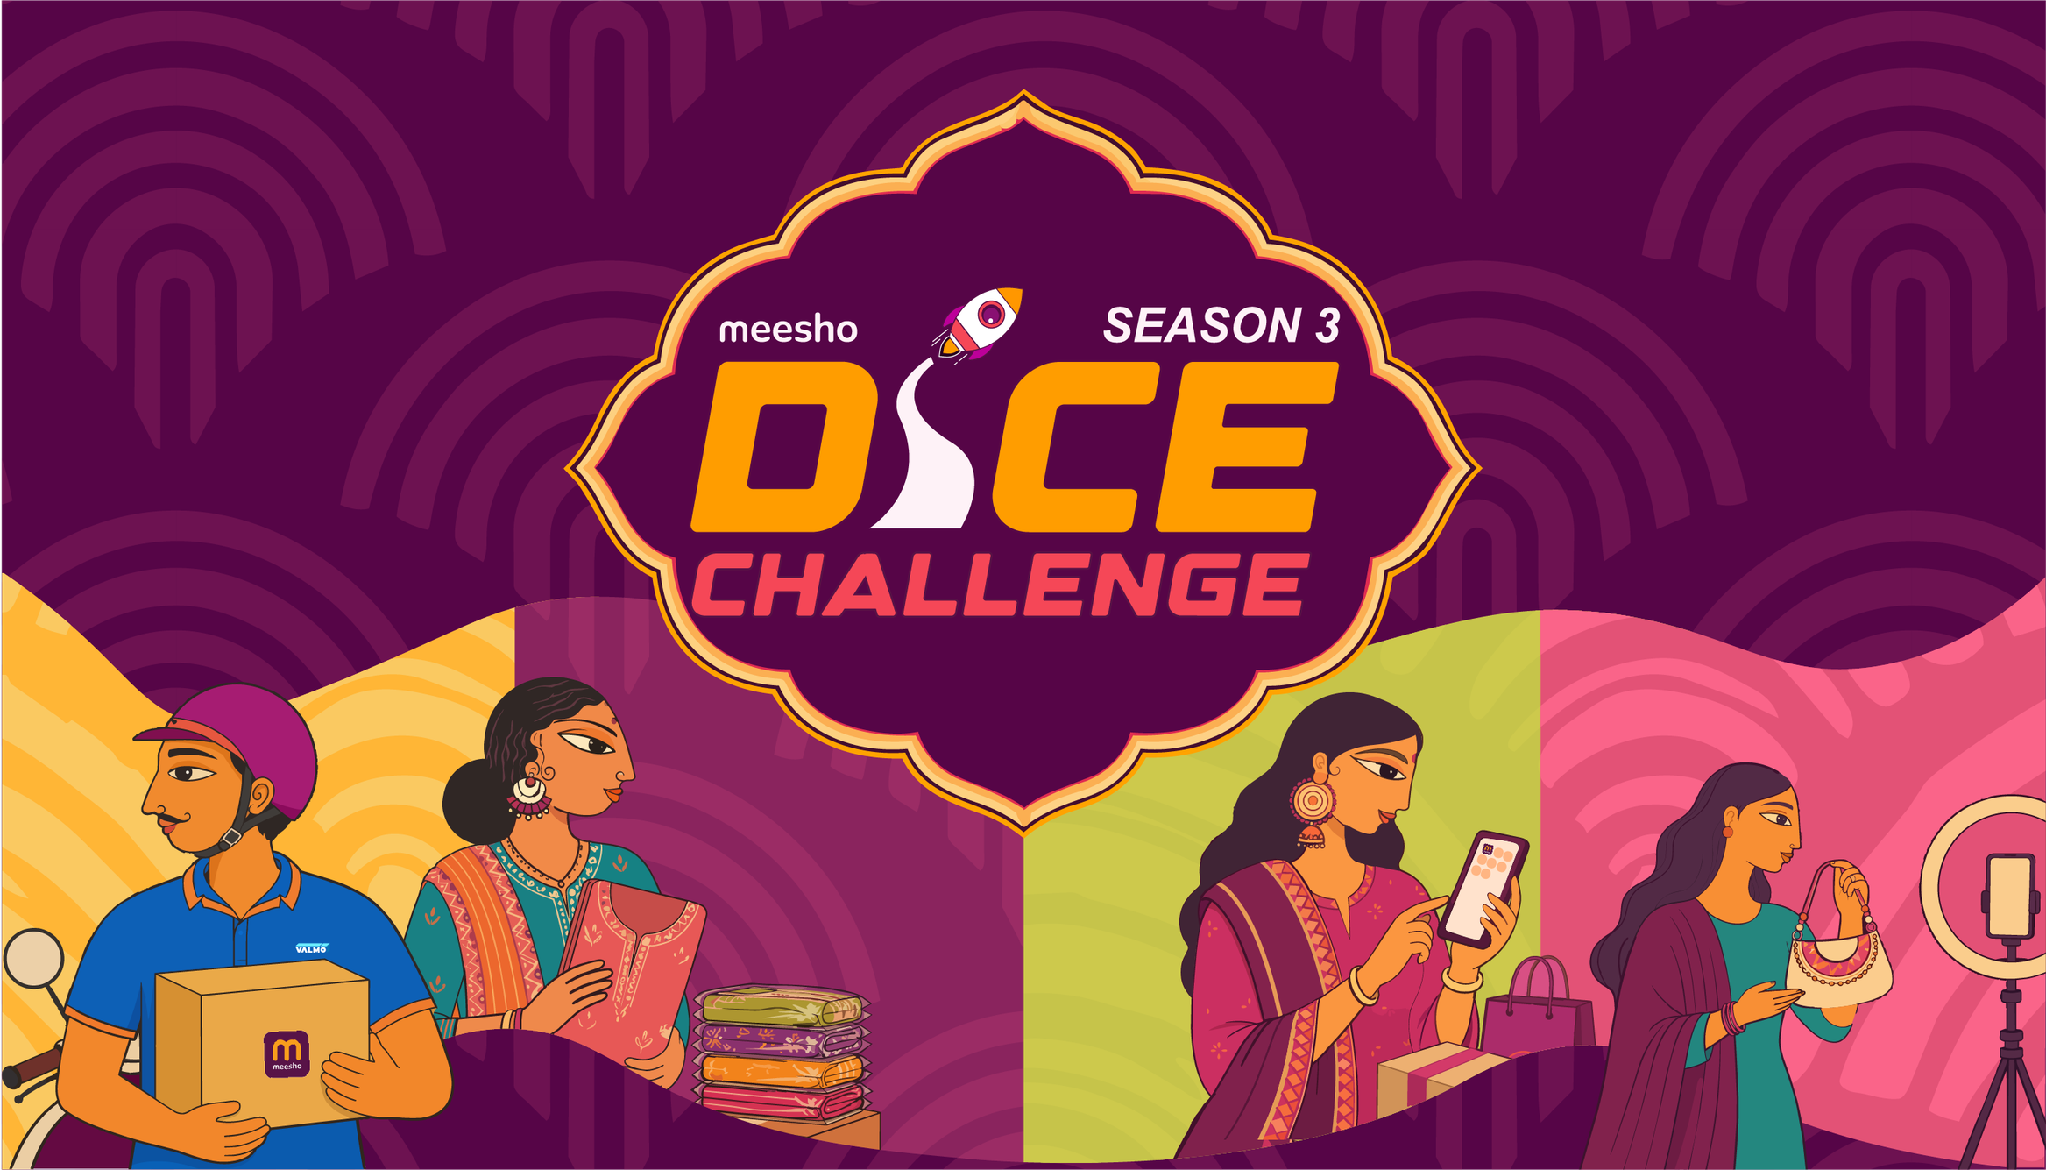 meesho
SEASON 3
DICE
CHALLENGE
VALMO
m
meesho